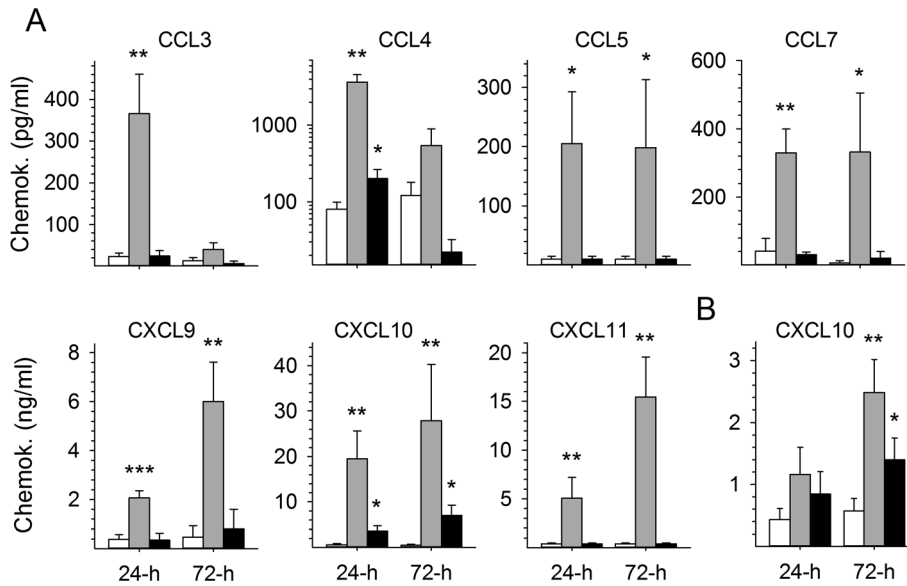 A
CCL3
CCL4
CCL5
CCL7
Chemok. (pg/ml)
400
300
200
100
**
1000
100
**
*
300
200
100
*
*
600
400
200
**
*
B
CXCL9
CXCL10
CXCL11
CXCL10
Chemok. (ng/ml)
8
6
4
2
***
**
40
30
20
10
**
*
**
*
20
15
10
5
**
**
3
2
1
**
*
24-h 72-h
24-h 72-h
24-h 72-h
24-h 72-h